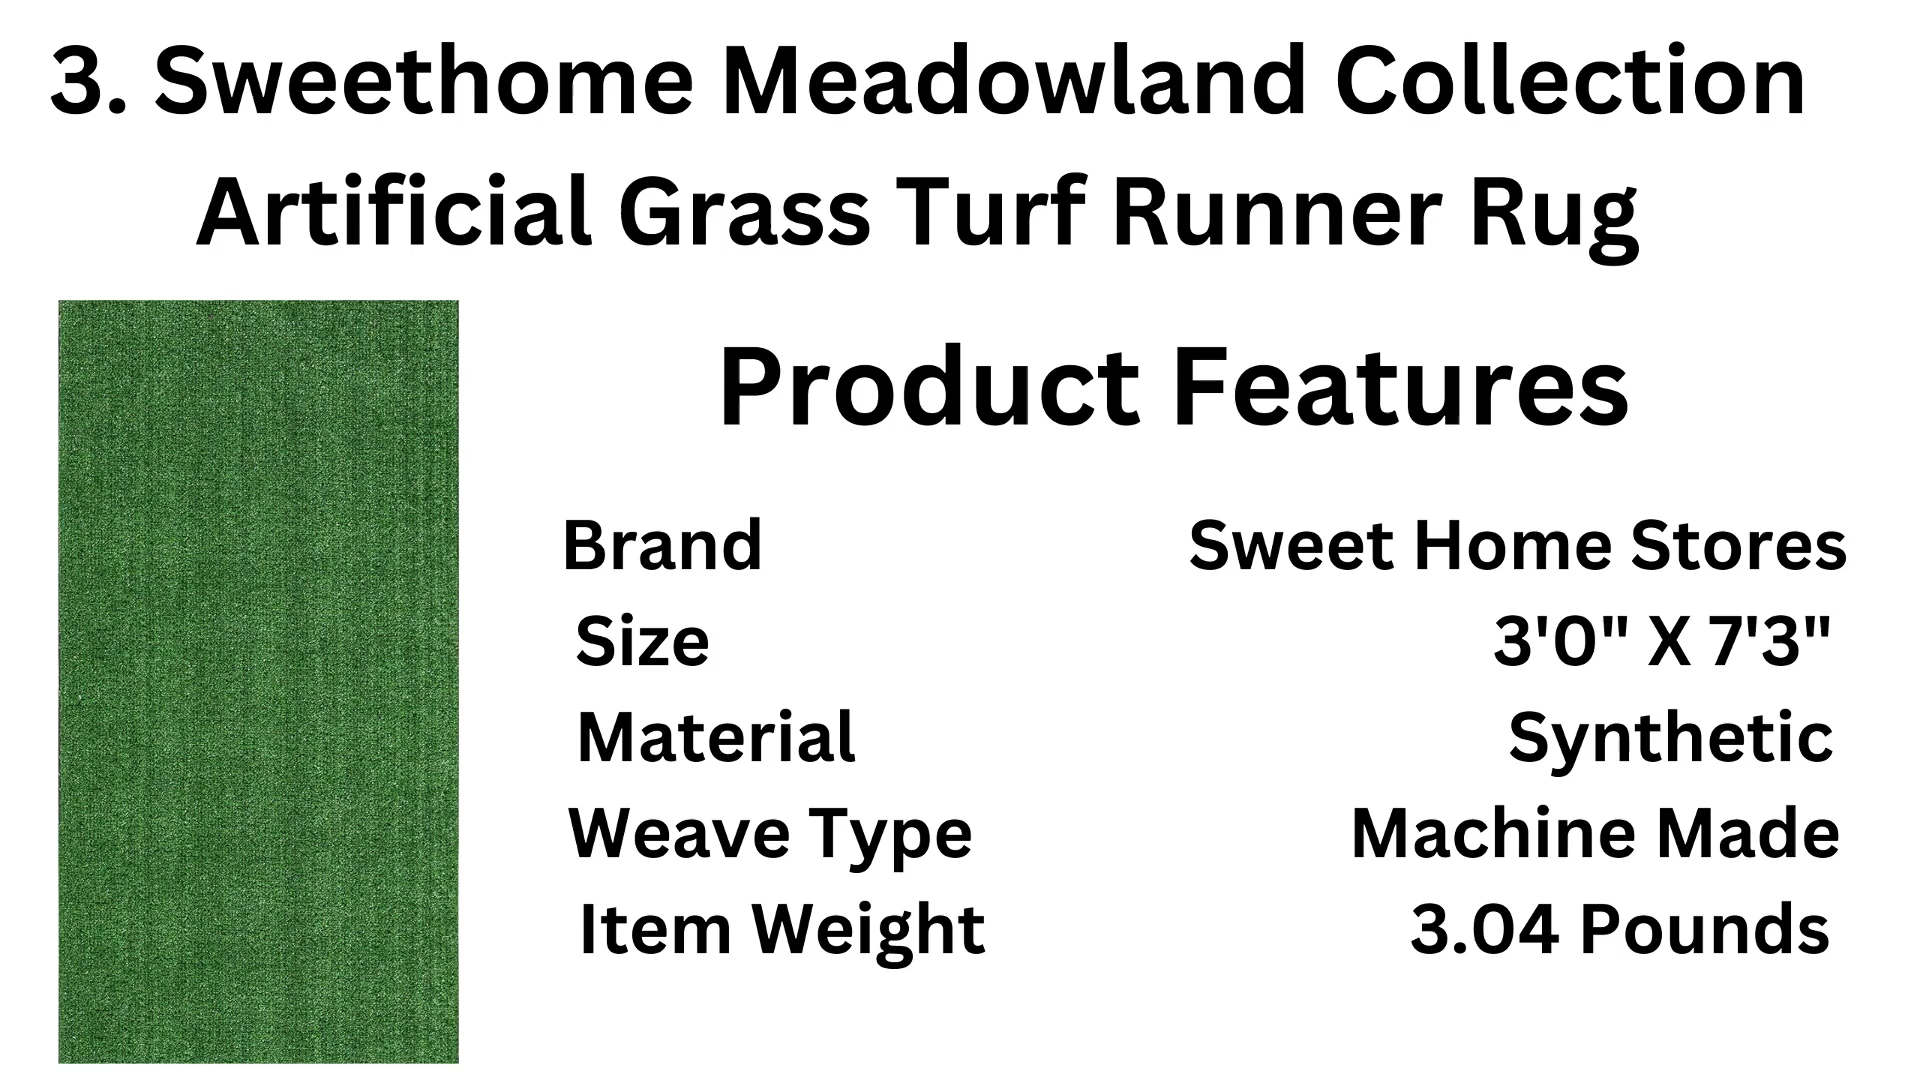 3. Sweethome Meadowland Collection
Artificial Grass Turf Runner Rug
Product Features
Brand Sweet Home Stores
Size 3'0" X 7'3"
Material Synthetic
Weave Type Machine Made
Item Weight 3.04 Pounds